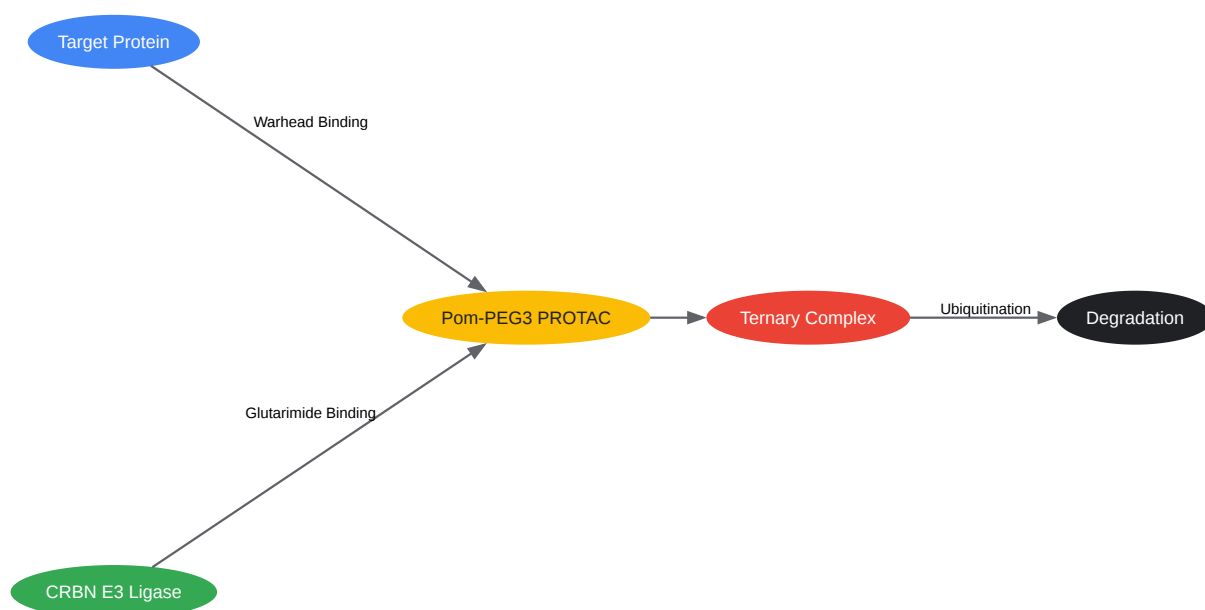 Target Protein
Warhead Binding
Pom-PEG3 PROTAC
Ternary Complex
Ubiquitination
Degradation
Glutarimide Binding
CRBN E3 Ligase